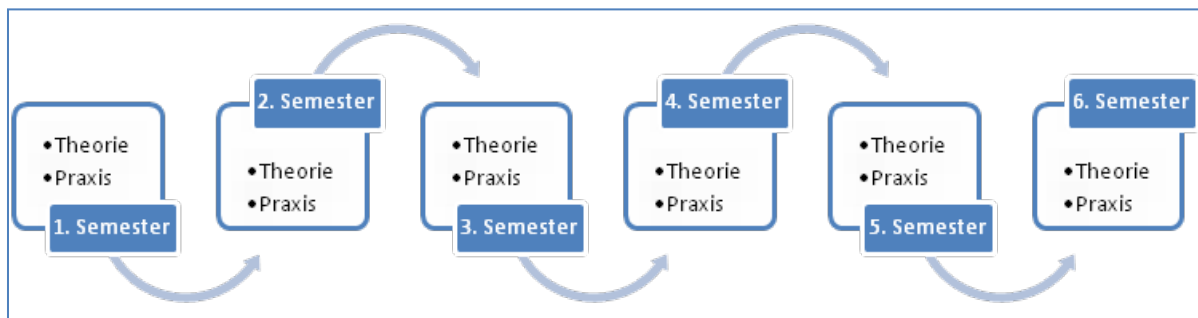 • Theorie
• Praxis
1. Semester
2. Semester
• Theorie
• Praxis
• Theorie
• Praxis
3. Semester
4. Semester
• Theorie
• Praxis
• Theorie
• Praxis
5. Semester
6. Semester
• Theorie
• Praxis